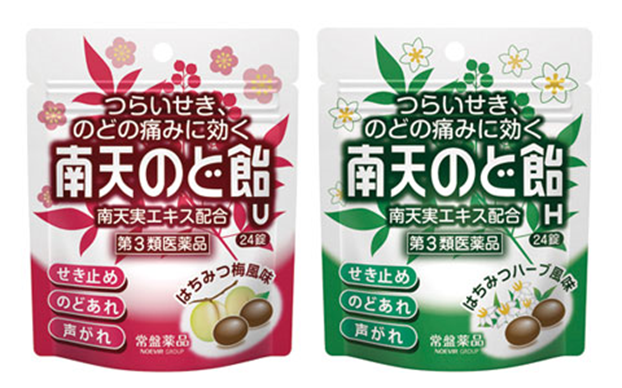 つらいせき、
のどの痛みに効く
南天のど飴
U
南天実エキス配合
第3類医薬品
24錠
せき止め
のどあれ
声がれ
はちみつ梅風味
常盤薬品
NOEVIR GROUP
つらいせき、
のどの痛みに効く
南天のど飴
H
南天実エキス配合
第3類医薬品
24錠
せき止め
のどあれ
声がれ
はちみつハーブ風味
常盤薬品
NOEVIR GROUP